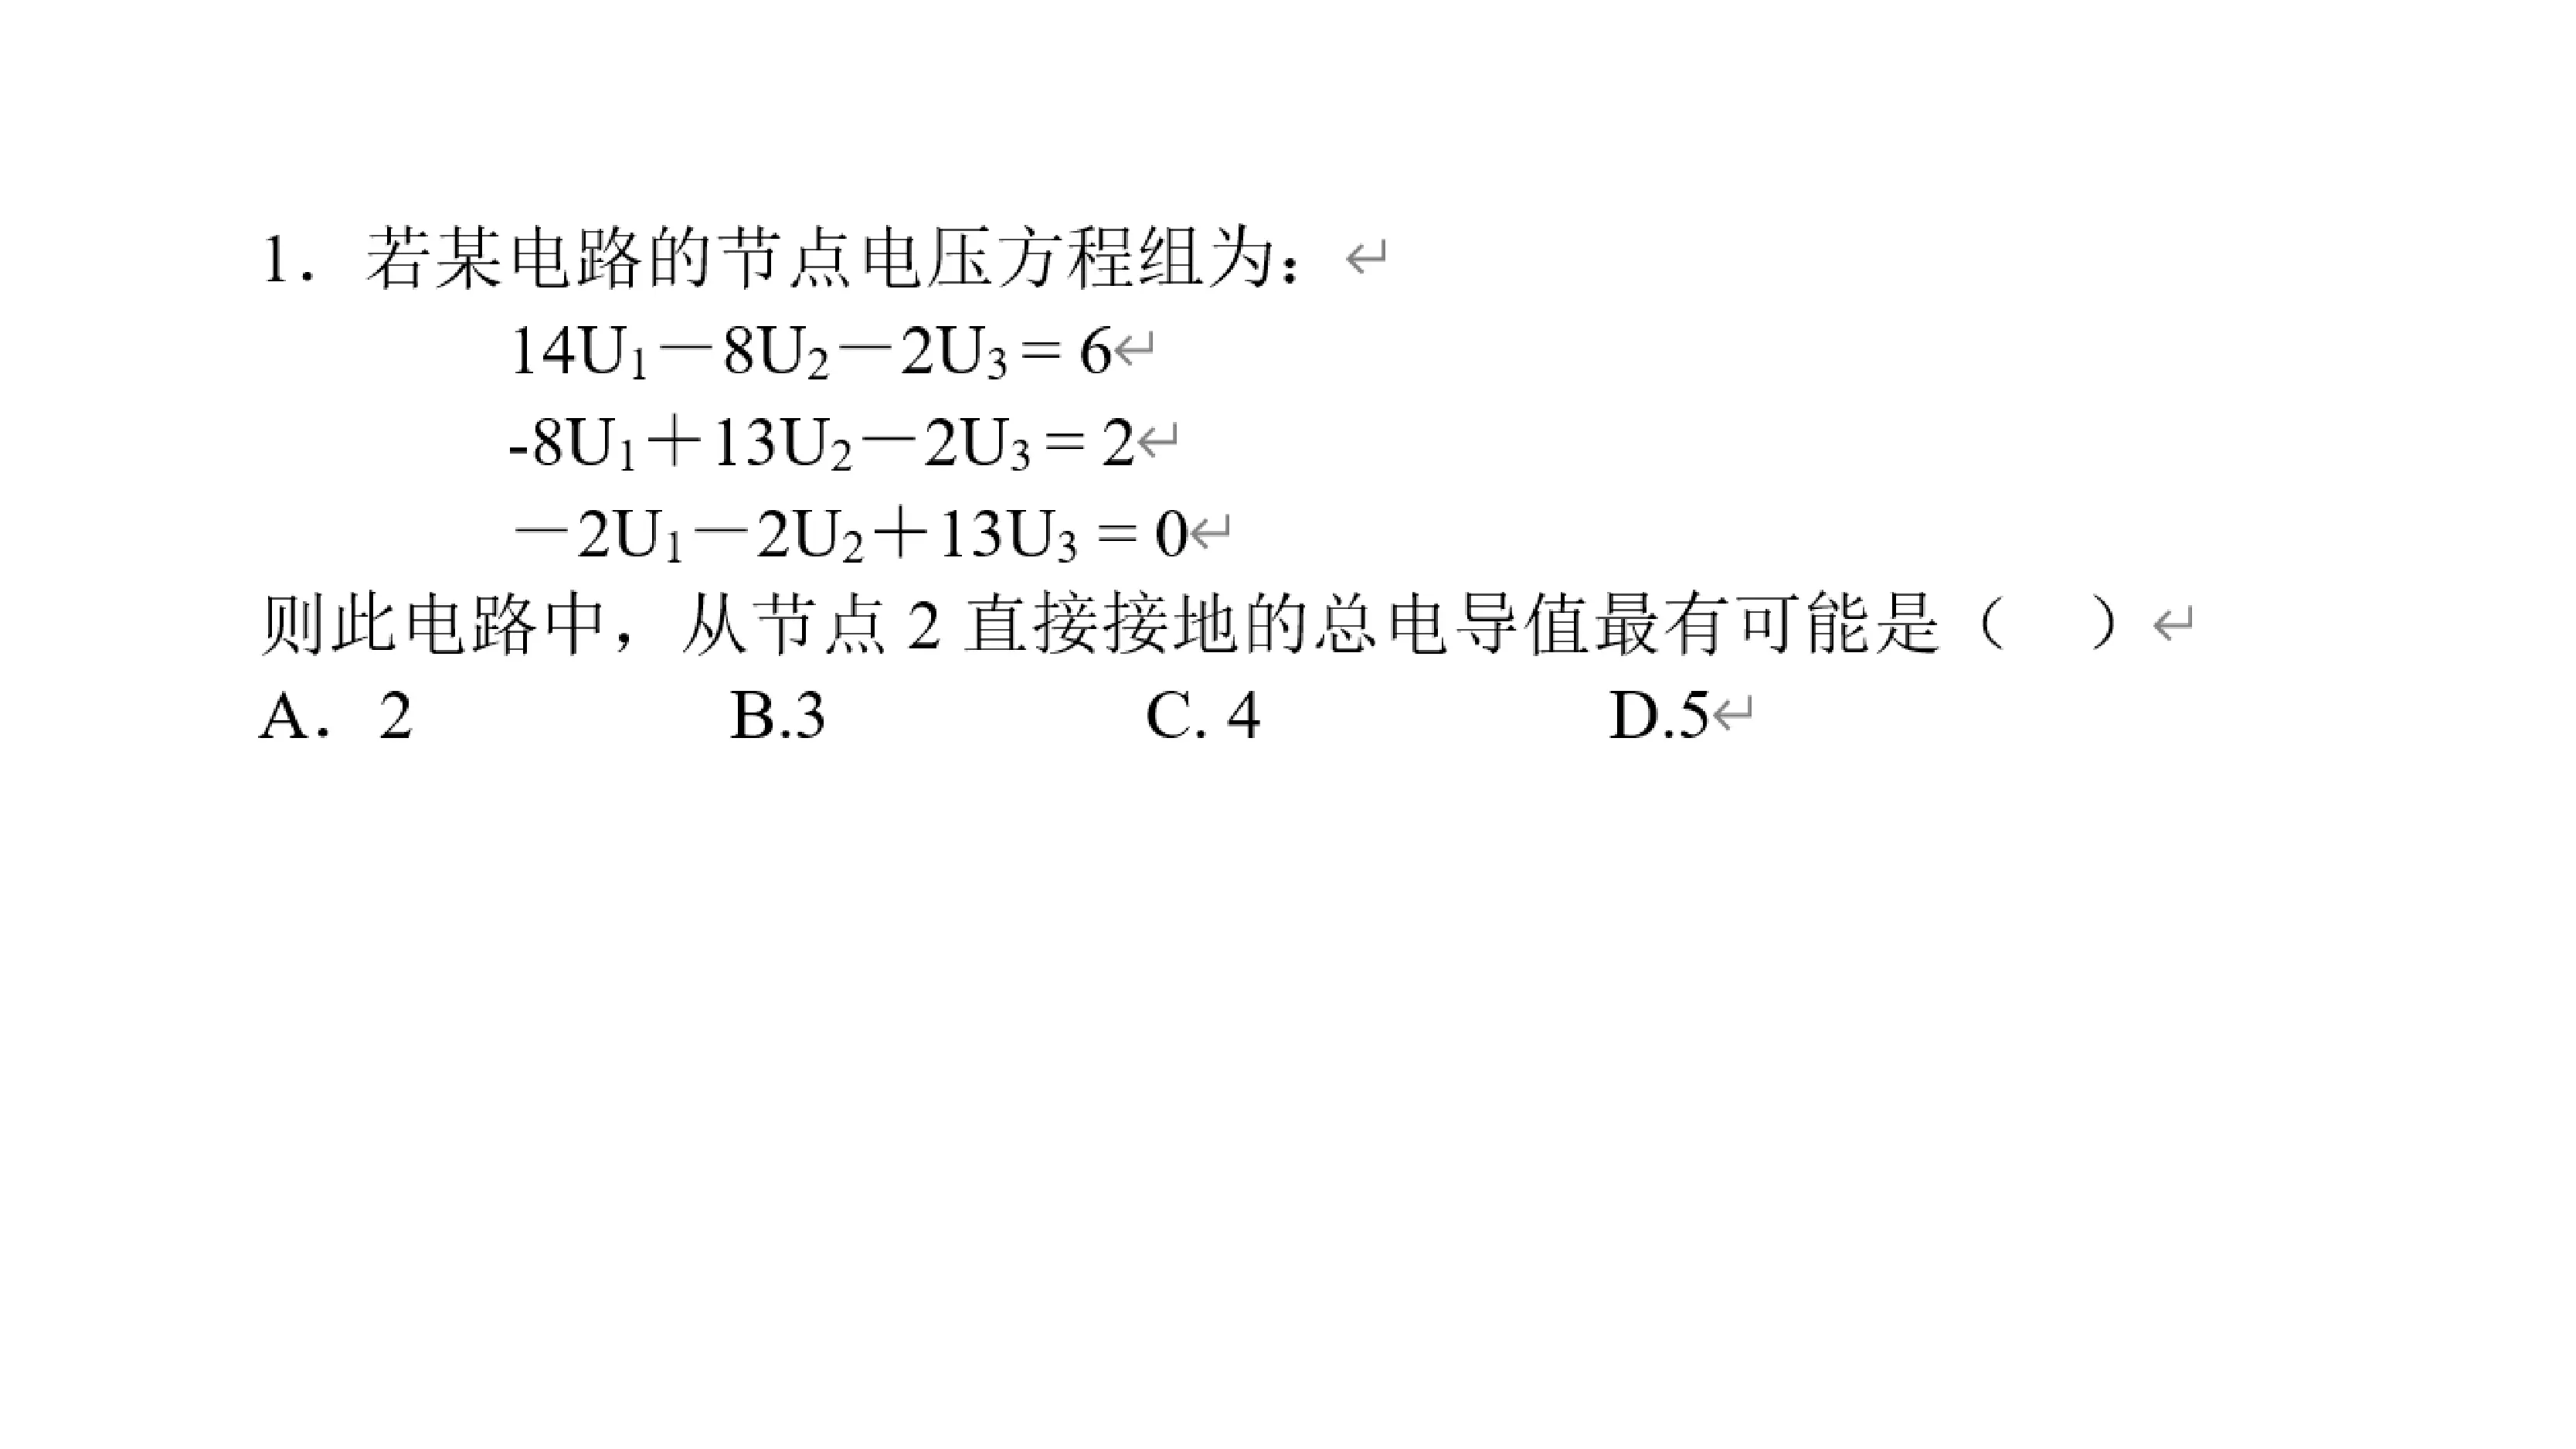 1．若某电路的节点电压方程组为：↵
14U₁－8U₂－2U₃ = 6↵
-8U₁＋13U₂－2U₃ = 2↵
－2U₁－2U₂＋13U₃ = 0↵
则此电路中，从节点 2 直接接地的总电导值最有可能是（　）↵
A．2 B.3 C. 4 D.5↵